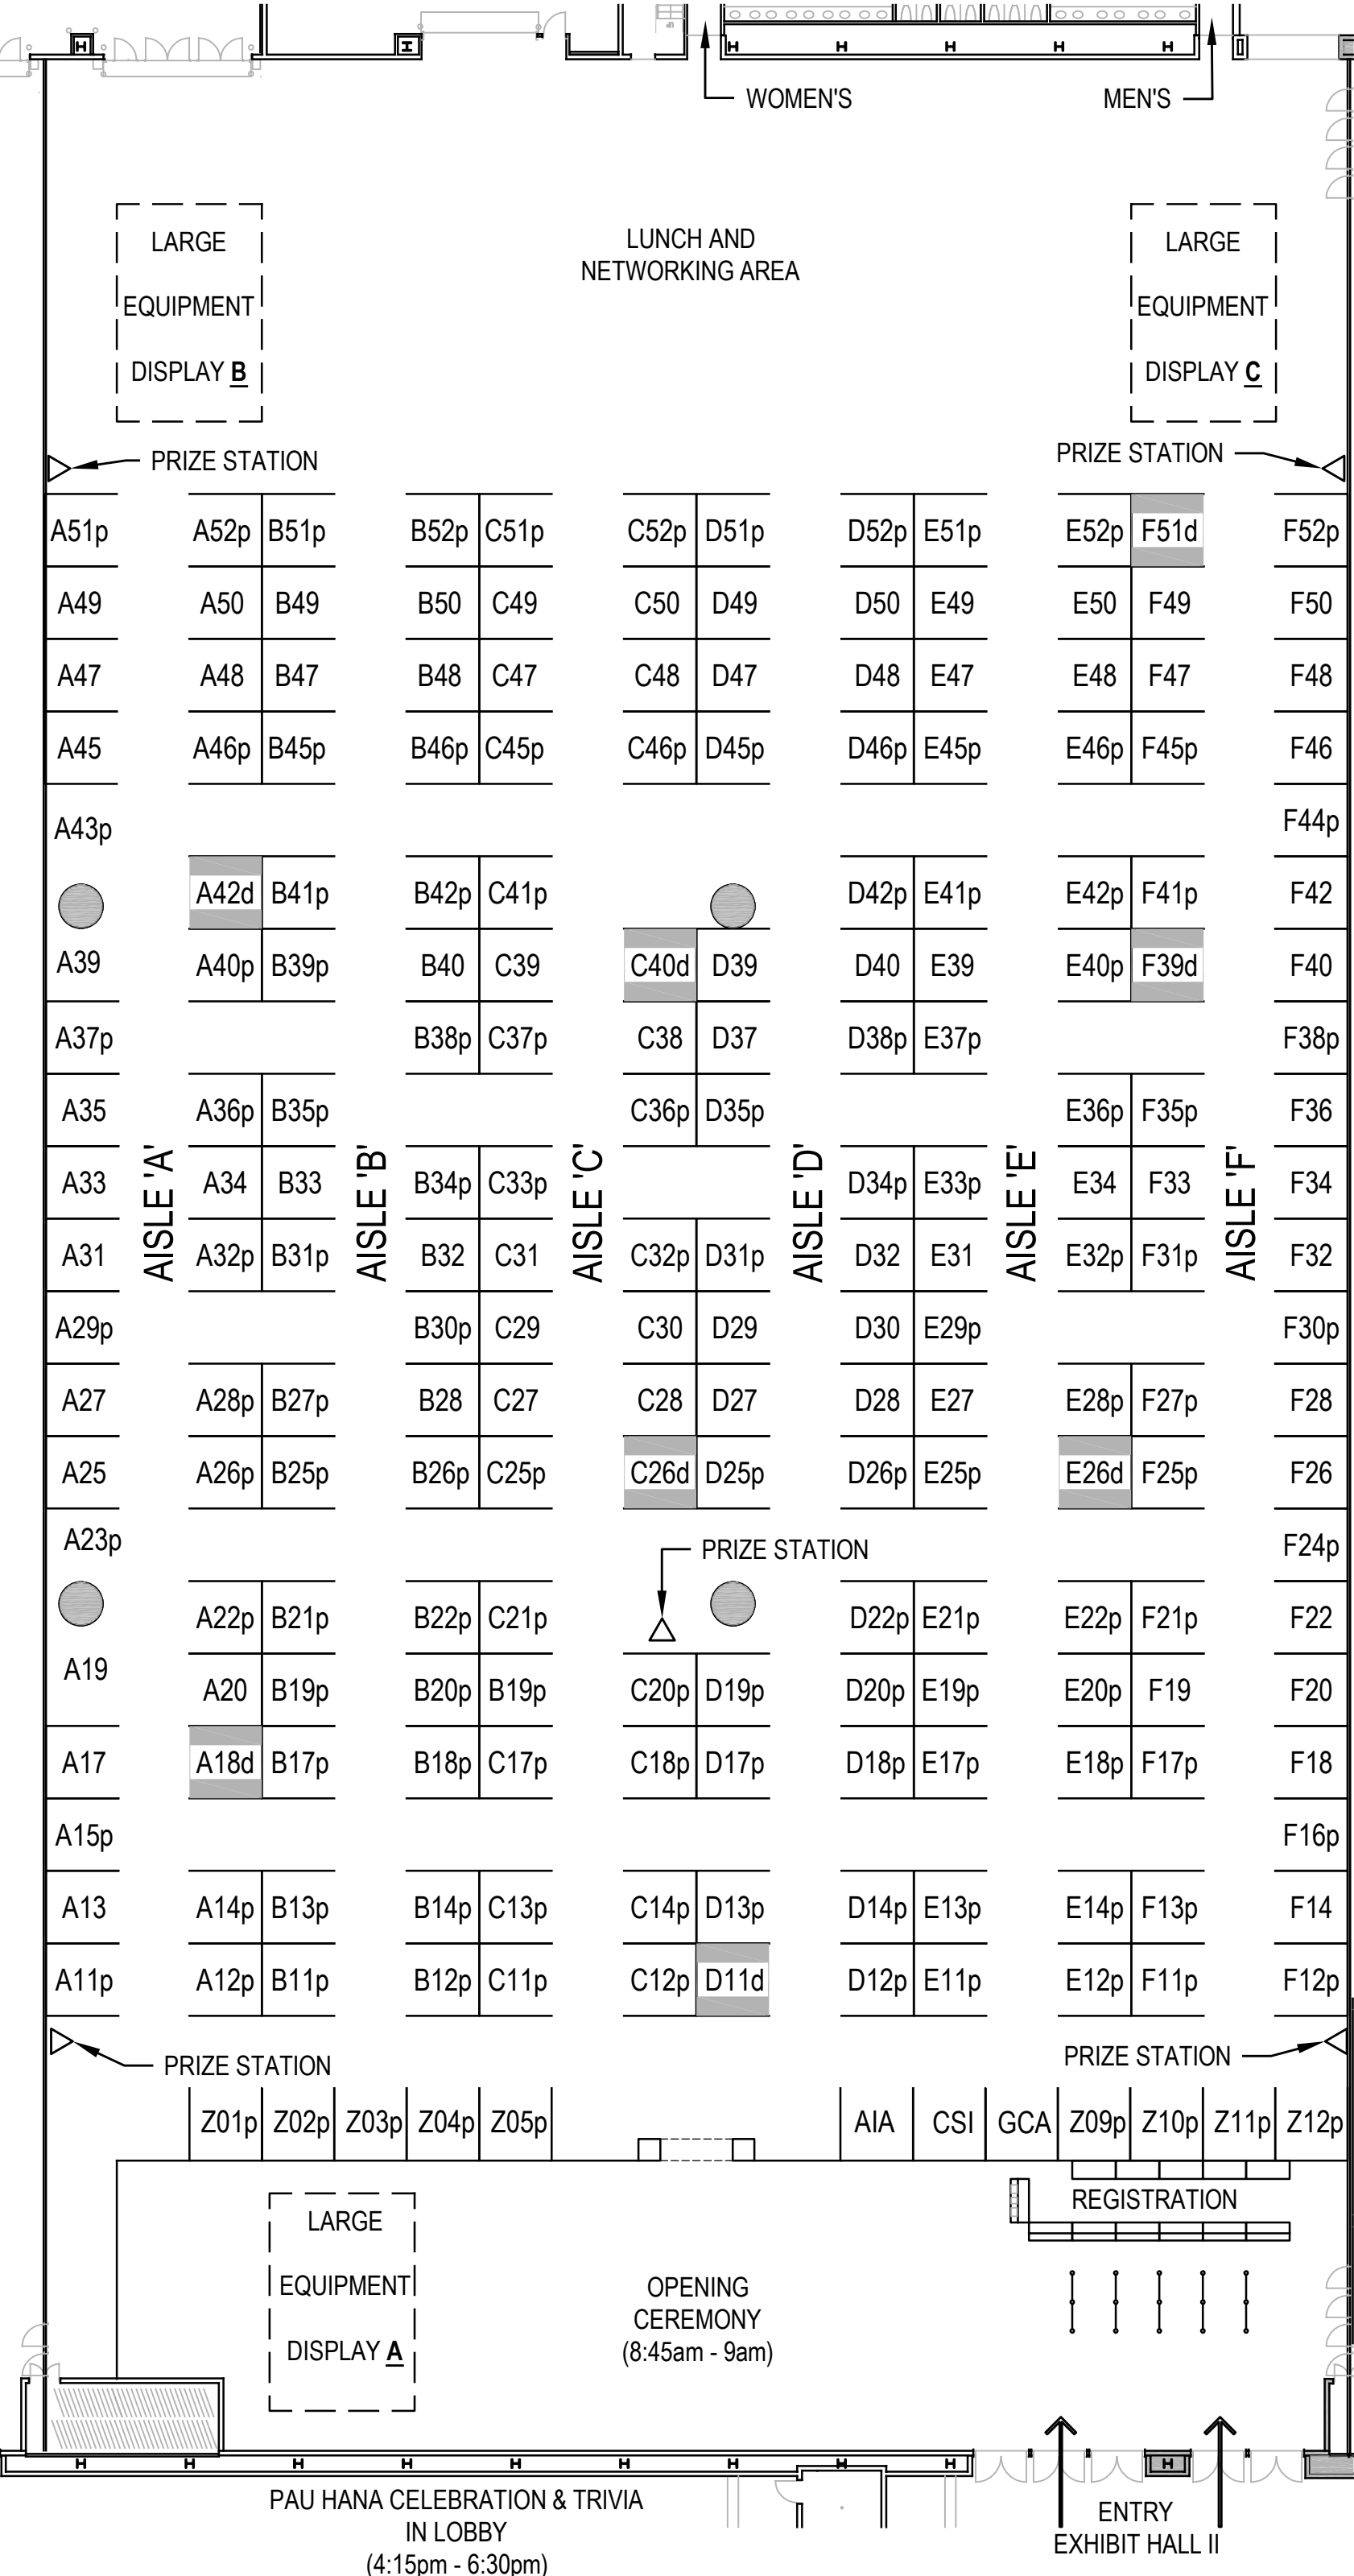 WOMEN'S
MEN'S
LARGE
EQUIPMENT
DISPLAY B
LUNCH AND
NETWORKING AREA
LARGE
EQUIPMENT
DISPLAY C
PRIZE STATION
PRIZE STATION
A51p A52p B51p B52p C51p C52p D51p D52p E51p E52p F51d F52p
A49 A50 B49 B50 C49 C50 D49 D50 E49 E50 F49 F50
A47 A48 B47 B48 C47 C48 D47 D48 E47 E48 F47 F48
A45 A46p B45p B46p C45p C46p D45p D46p E45p E46p F45p F46
A43p F44p
A42d B41p B42p C41p D42p E41p E42p F41p F42
A39 A40p B39p B40 C39 C40d D39 D40 E39 E40p F39d F40
A37p B38p C37p C38 D37 D38p E37p F38p
A35 A36p B35p C36p D35p E36p F35p F36
A33 A34 B33 B34p C33p D34p E33p E34 F33 F34
AISLE 'A' AISLE 'B' AISLE 'C' AISLE 'D' AISLE 'E' AISLE 'F'
A31 A32p B31p B32 C31 C32p D31p D32 E31 E32p F31p F32
A29p B30p C29 C30 D29 D30 E29p F30p
A27 A28p B27p B28 C27 C28 D27 D28 E27 E28p F27p F28
A25 A26p B25p B26p C25p C26d D25p D26p E25p E26d F25p F26
A23p F24p
PRIZE STATION
A22p B21p B22p C21p D22p E21p E22p F21p F22
A19 A20 B19p B20p B19p C20p D19p D20p E19p E20p F19 F20
A17 A18d B17p B18p C17p C18p D17p D18p E17p E18p F17p F18
A15p F16p
A13 A14p B13p B14p C13p C14p D13p D14p E13p E14p F13p F14
A11p A12p B11p B12p C11p C12p D11d D12p E11p E12p F11p F12p
PRIZE STATION
PRIZE STATION
Z01p Z02p Z03p Z04p Z05p AIA CSI GCA Z09p Z10p Z11p Z12p
REGISTRATION
LARGE
EQUIPMENT
DISPLAY A
OPENING
CEREMONY
(8:45am - 9am)
PAU HANA CELEBRATION & TRIVIA
IN LOBBY
(4:15pm - 6:30pm)
ENTRY
EXHIBIT HALL II